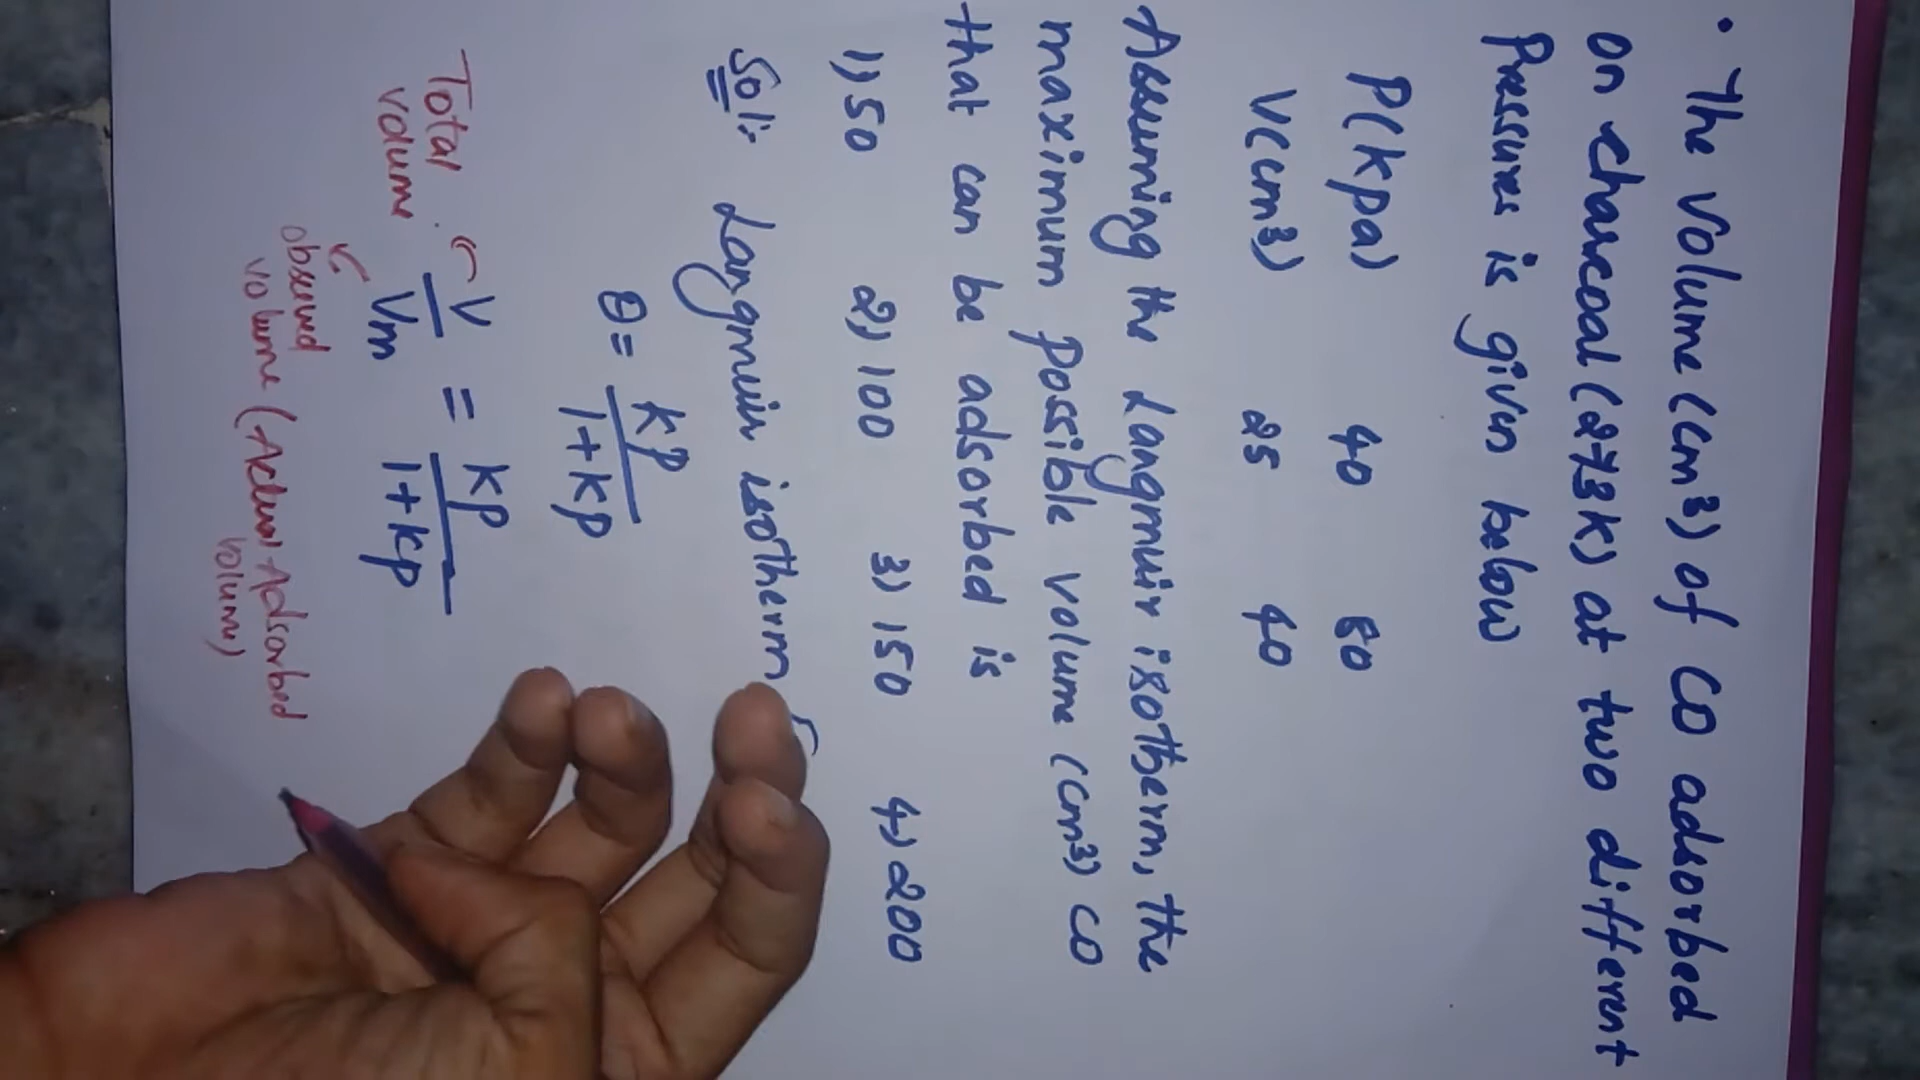 • The Volume (cm³) of CO adsorbed
on charcoal (273K) at two different
Pressures is given below
P(kpa) 40 80
V(cm³) 25 40
Assuming the Langmuir isotherm, the
maximum possible volume (cm³) CO
that can be adsorbed is
1) 50 2) 100 3) 150 4) 200
Sol:- Langmuir isotherm
θ = kp / 1+kp
V / Vm = kp / 1+kp
Total volume
observed volume (Actual Adsorbed volume)